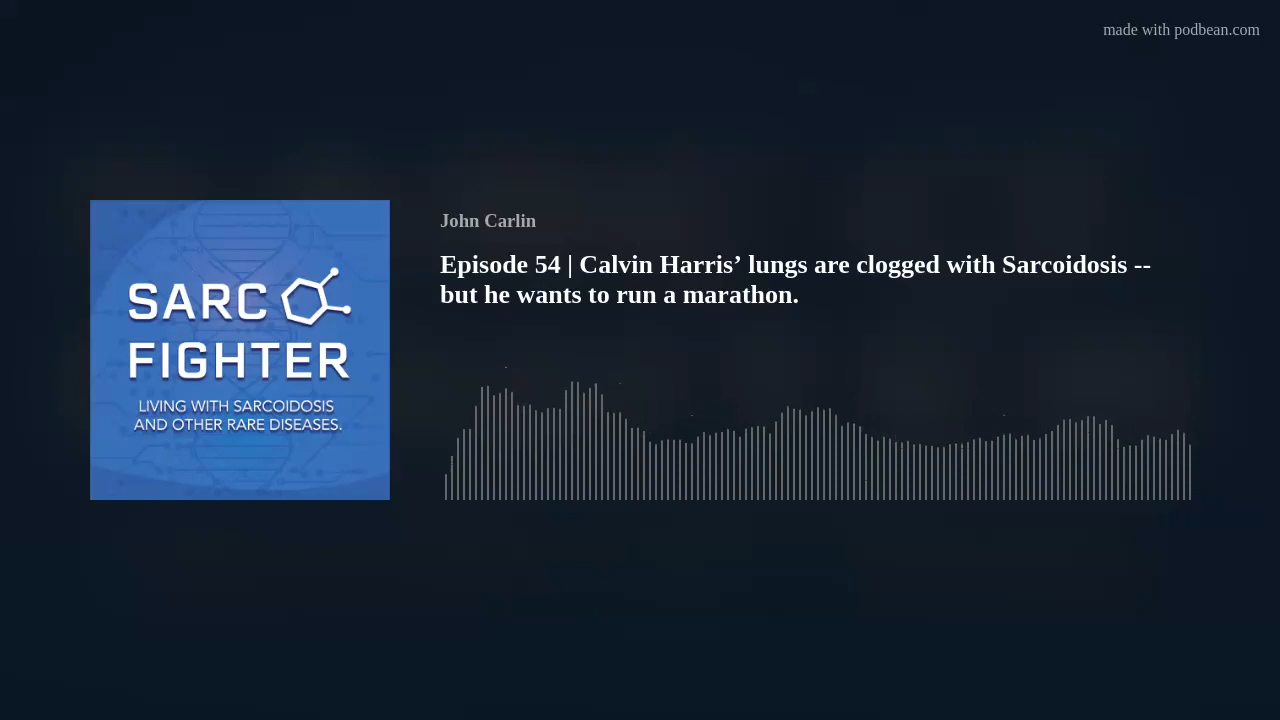 made with podbean.com
SARC
FIGHTER
LIVING WITH SARCOIDOSIS
AND OTHER RARE DISEASES.
John Carlin
Episode 54 | Calvin Harris’ lungs are clogged with Sarcoidosis --
but he wants to run a marathon.